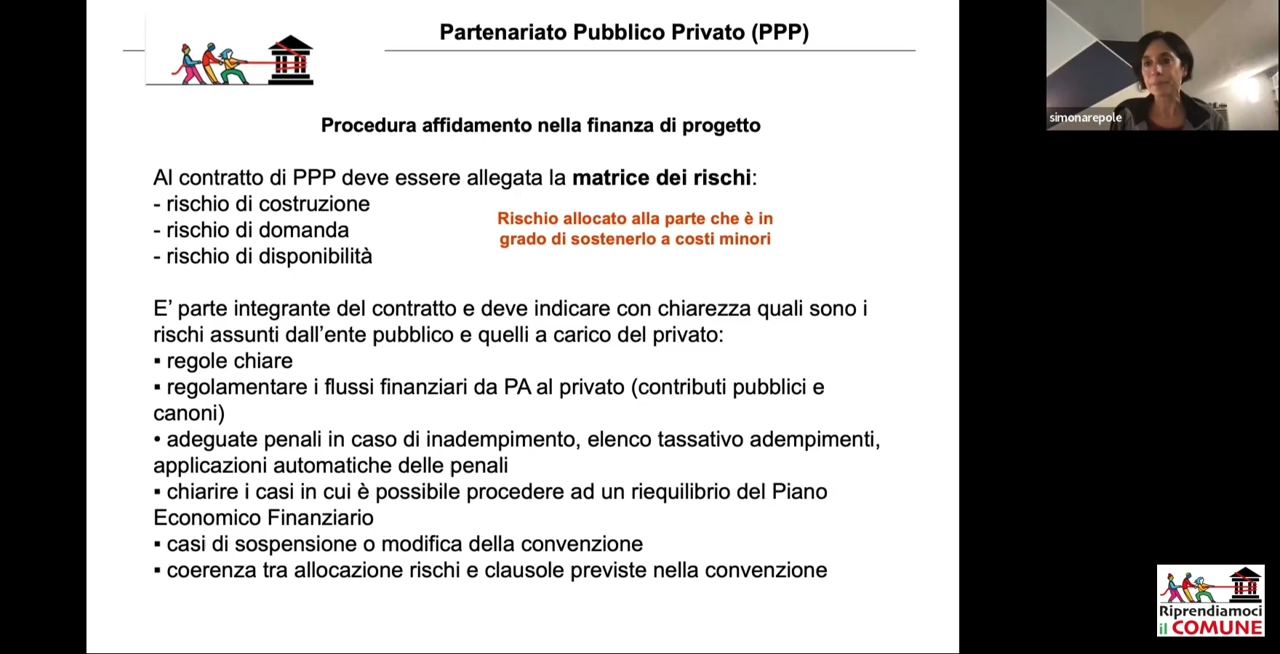 Partenariato Pubblico Privato (PPP)
simonarepole
Procedura affidamento nella finanza di progetto
Al contratto di PPP deve essere allegata la matrice dei rischi:
- rischio di costruzione
- rischio di domanda
- rischio di disponibilità
Rischio allocato alla parte che è in
grado di sostenerlo a costi minori
E’ parte integrante del contratto e deve indicare con chiarezza quali sono i
rischi assunti dall’ente pubblico e quelli a carico del privato:
▪ regole chiare
▪ regolamentare i flussi finanziari da PA al privato (contributi pubblici e
canoni)
• adeguate penali in caso di inadempimento, elenco tassativo adempimenti,
applicazioni automatiche delle penali
▪ chiarire i casi in cui è possibile procedere ad un riequilibrio del Piano
Economico Finanziario
▪ casi di sospensione o modifica della convenzione
▪ coerenza tra allocazione rischi e clausole previste nella convenzione
Riprendiamoci
il COMUNE